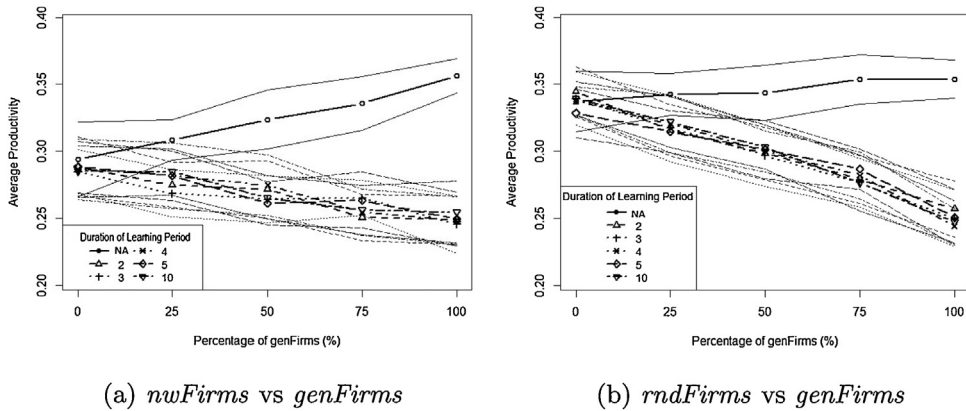 0.40
0.35
0.30
0.25
0.20
Average Productivity
Duration of Learning Period
NA 4
2 5
3 10
0 25 50 75 100
Percentage of genFirms (%)
(a) nwFirms vs genFirms
0.40
0.35
0.30
0.25
0.20
Average Productivity
Duration of Learning Period
NA
2
3
4
5
10
0 25 50 75 100
Percentage of genFirms (%)
(b) rndFirms vs genFirms